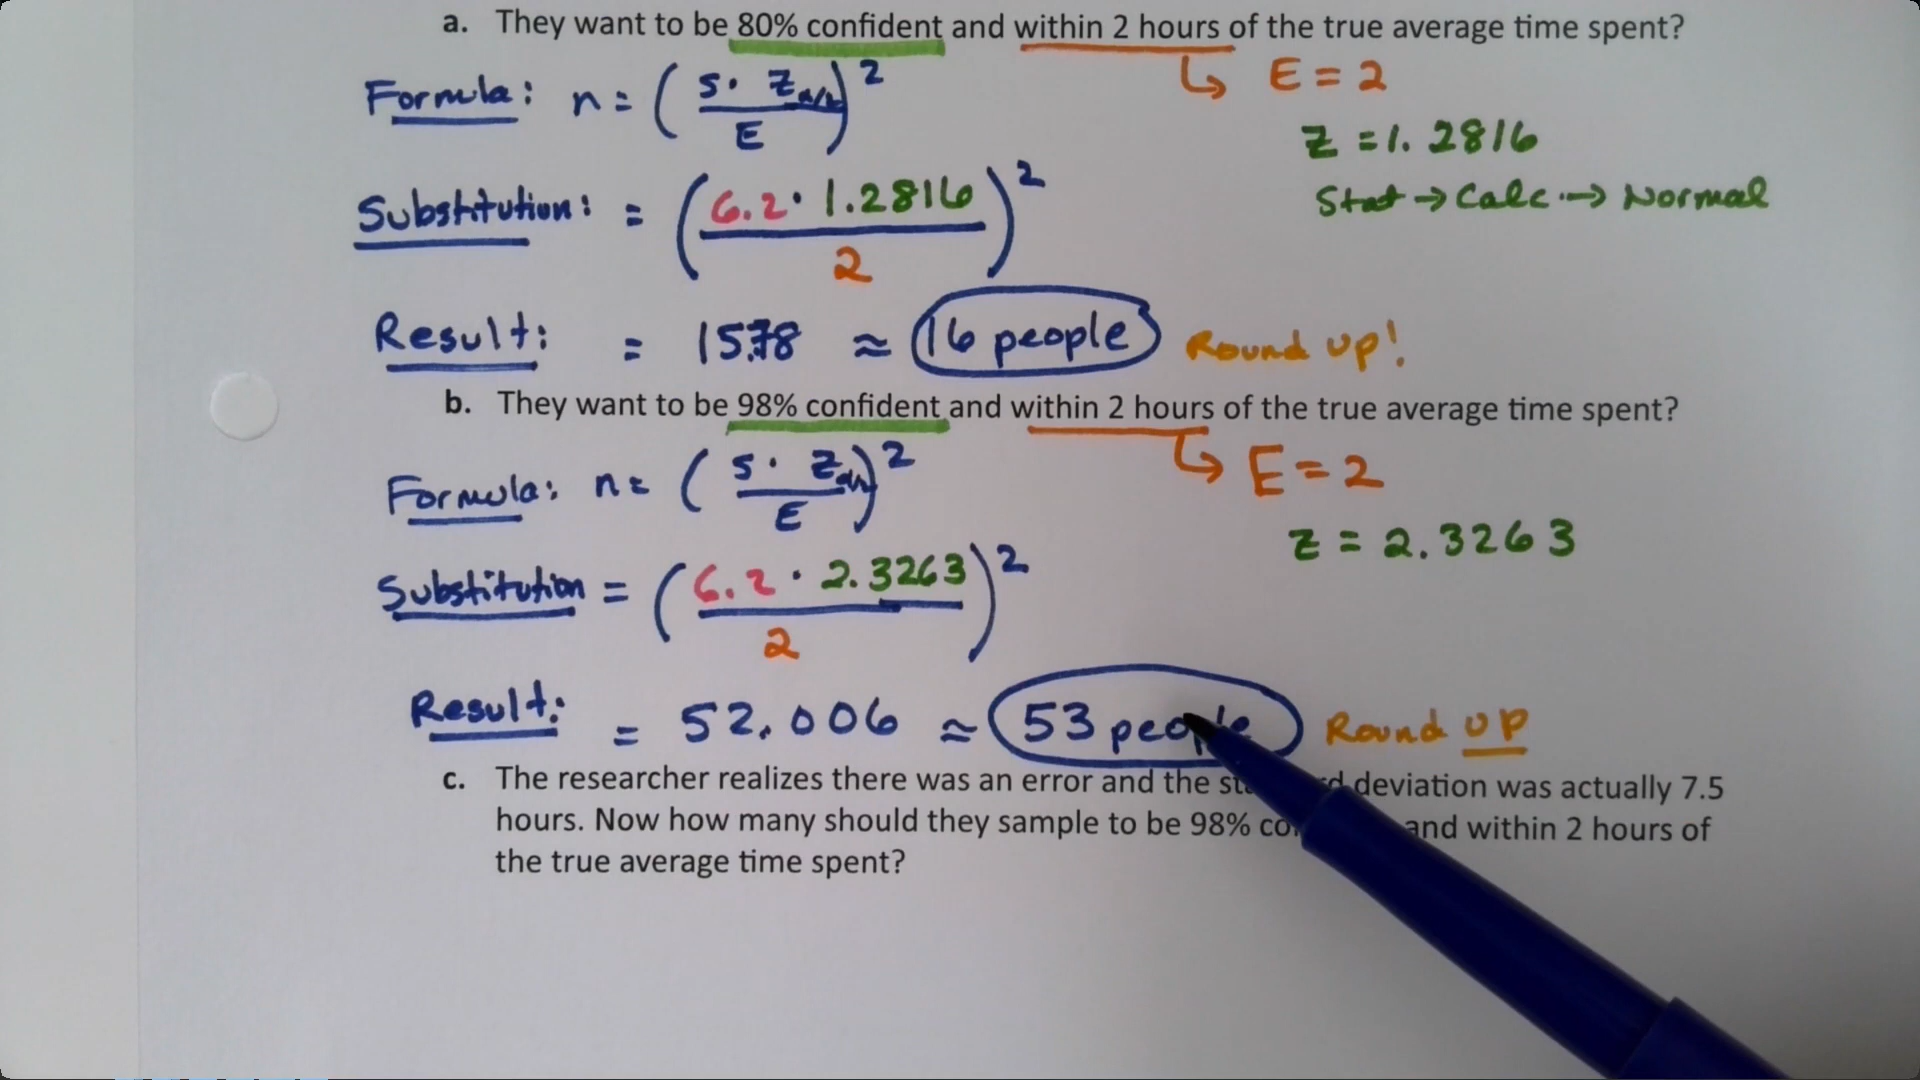 a. They want to be 80% confident and within 2 hours of the true average time spent?
E = 2
Formula: n = ( s · Zα/2 / E )²
Z = 1.2816
Stat → Calc → Normal
Substitution: = ( 6.2 · 1.2816 / 2 )²
Result: = 15.78 ≈ 16 people Round up!
b. They want to be 98% confident and within 2 hours of the true average time spent?
E = 2
Formula: n = ( s · Zα/2 / E )²
Z = 2.3263
Substitution = ( 6.2 · 2.3263 / 2 )²
Result: = 52.006 ≈ 53 people Round up
c. The researcher realizes there was an error and the deviation was actually 7.5
hours. Now how many should they sample to be 98% and within 2 hours of
the true average time spent?